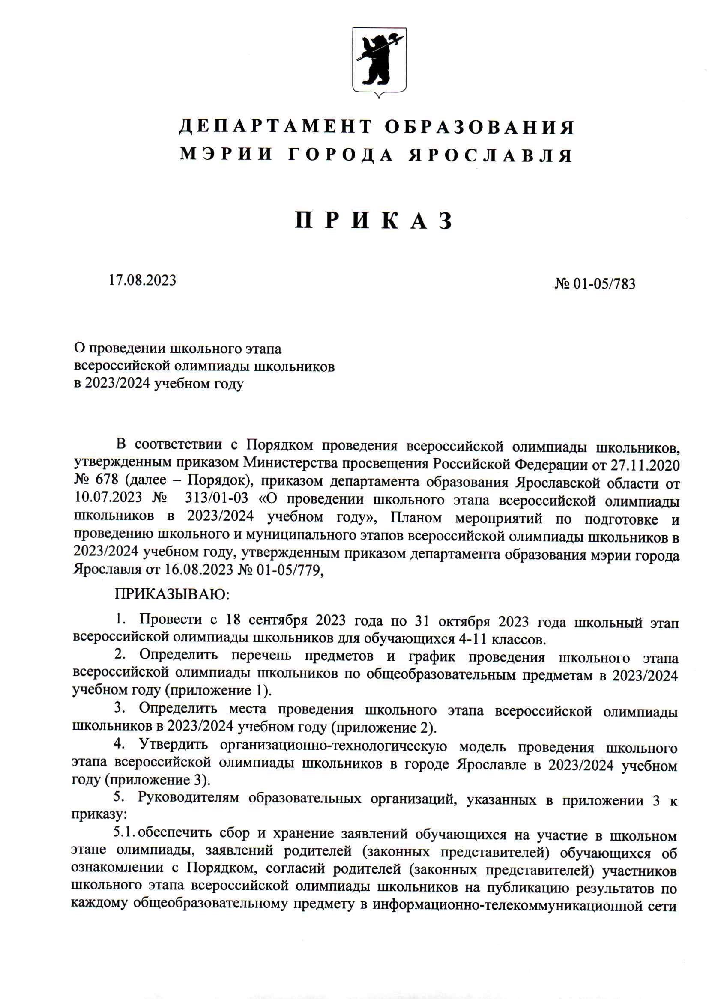 ДЕПАРТАМЕНТ ОБРАЗОВАНИЯ
МЭРИИ ГОРОДА ЯРОСЛАВЛЯ
ПРИКАЗ
17.08.2023 № 01-05/783
О проведении школьного этапа
всероссийской олимпиады школьников
в 2023/2024 учебном году
В соответствии с Порядком проведения всероссийской олимпиады школьников,
утвержденным приказом Министерства просвещения Российской Федерации от 27.11.2020
№ 678 (далее – Порядок), приказом департамента образования Ярославской области от
10.07.2023 № 313/01-03 «О проведении школьного этапа всероссийской олимпиады
школьников в 2023/2024 учебном году», Планом мероприятий по подготовке и
проведению школьного и муниципального этапов всероссийской олимпиады школьников в
2023/2024 учебном году, утвержденным приказом департамента образования мэрии города
Ярославля от 16.08.2023 № 01-05/779,
ПРИКАЗЫВАЮ:
1. Провести с 18 сентября 2023 года по 31 октября 2023 года школьный этап
всероссийской олимпиады школьников для обучающихся 4-11 классов.
2. Определить перечень предметов и график проведения школьного этапа
всероссийской олимпиады школьников по общеобразовательным предметам в 2023/2024
учебном году (приложение 1).
3. Определить места проведения школьного этапа всероссийской олимпиады
школьников в 2023/2024 учебном году (приложение 2).
4. Утвердить организационно-технологическую модель проведения школьного
этапа всероссийской олимпиады школьников в городе Ярославле в 2023/2024 учебном
году (приложение 3).
5. Руководителям образовательных организаций, указанных в приложении 3 к
приказу:
5.1. обеспечить сбор и хранение заявлений обучающихся на участие в школьном
этапе олимпиады, заявлений родителей (законных представителей) обучающихся об
ознакомлении с Порядком, согласий родителей (законных представителей) участников
школьного этапа всероссийской олимпиады школьников на публикацию результатов по
каждому общеобразовательному предмету в информационно-телекоммуникационной сети